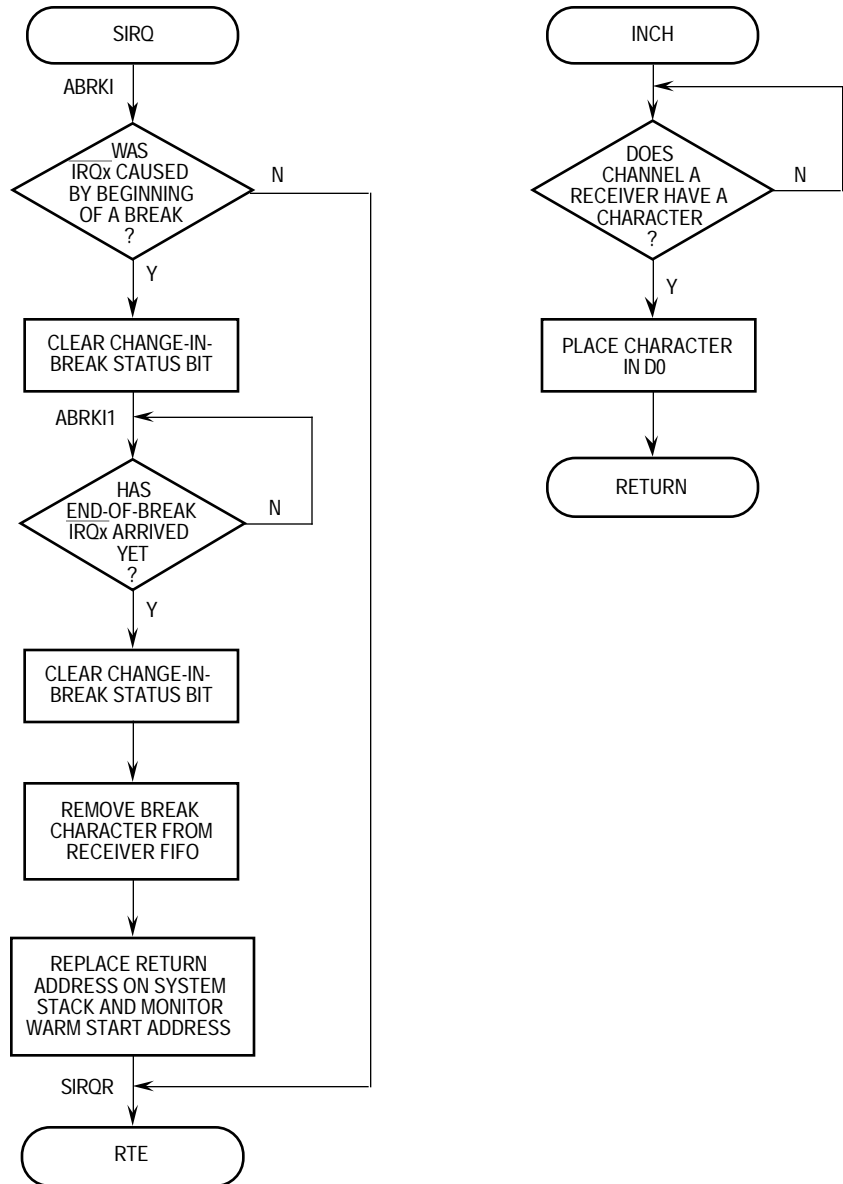 SIRQ
ABRKI
WAS
IRQx CAUSED
BY BEGINNING
OF A BREAK
?
N
Y
CLEAR CHANGE-IN-
BREAK STATUS BIT
ABRKI1
HAS
END-OF-BREAK
IRQx ARRIVED
YET
?
N
Y
CLEAR CHANGE-IN-
BREAK STATUS BIT
REMOVE BREAK
CHARACTER FROM
RECEIVER FIFO
REPLACE RETURN
ADDRESS ON SYSTEM
STACK AND MONITOR
WARM START ADDRESS
SIRQR
RTE
INCH
DOES
CHANNEL A
RECEIVER HAVE A
CHARACTER
?
N
Y
PLACE CHARACTER
IN D0
RETURN